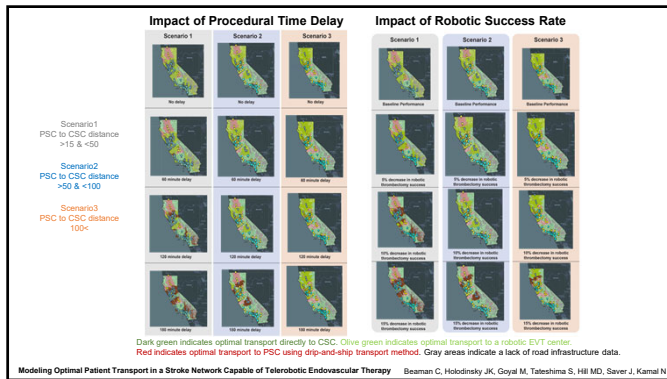 Impact of Procedural Time Delay
Impact of Robotic Success Rate
Scenario 1
Scenario 2
Scenario 3
Scenario 1
Scenario 2
Scenario 3
No delay
No delay
No delay
Baseline Performance
Baseline Performance
Baseline Performance
Scenario1
PSC to CSC distance
>15 & <50
Scenario2
PSC to CSC distance
>50 & <100
Scenario3
PSC to CSC distance
100<
60 minute delay
60 minute delay
60 minute delay
5% decrease in robotic
thrombectomy success
5% decrease in robotic
thrombectomy success
5% decrease in robotic
thrombectomy success
120 minute delay
120 minute delay
120 minute delay
10% decrease in robotic
thrombectomy success
10% decrease in robotic
thrombectomy success
10% decrease in robotic
thrombectomy success
180 minute delay
180 minute delay
180 minute delay
15% decrease in robotic
thrombectomy success
15% decrease in robotic
thrombectomy success
15% decrease in robotic
thrombectomy success
Dark green indicates optimal transport directly to CSC. Olive green indicates optimal transport to a robotic EVT center.
Red indicates optimal transport to PSC using drip-and-ship transport method. Gray areas indicate a lack of road infrastructure data.
Modeling Optimal Patient Transport in a Stroke Network Capable of Telerobotic Endovascular Therapy
Beaman C, Holodinsky JK, Goyal M, Tateshima S, Hill MD, Saver J, Kamal N